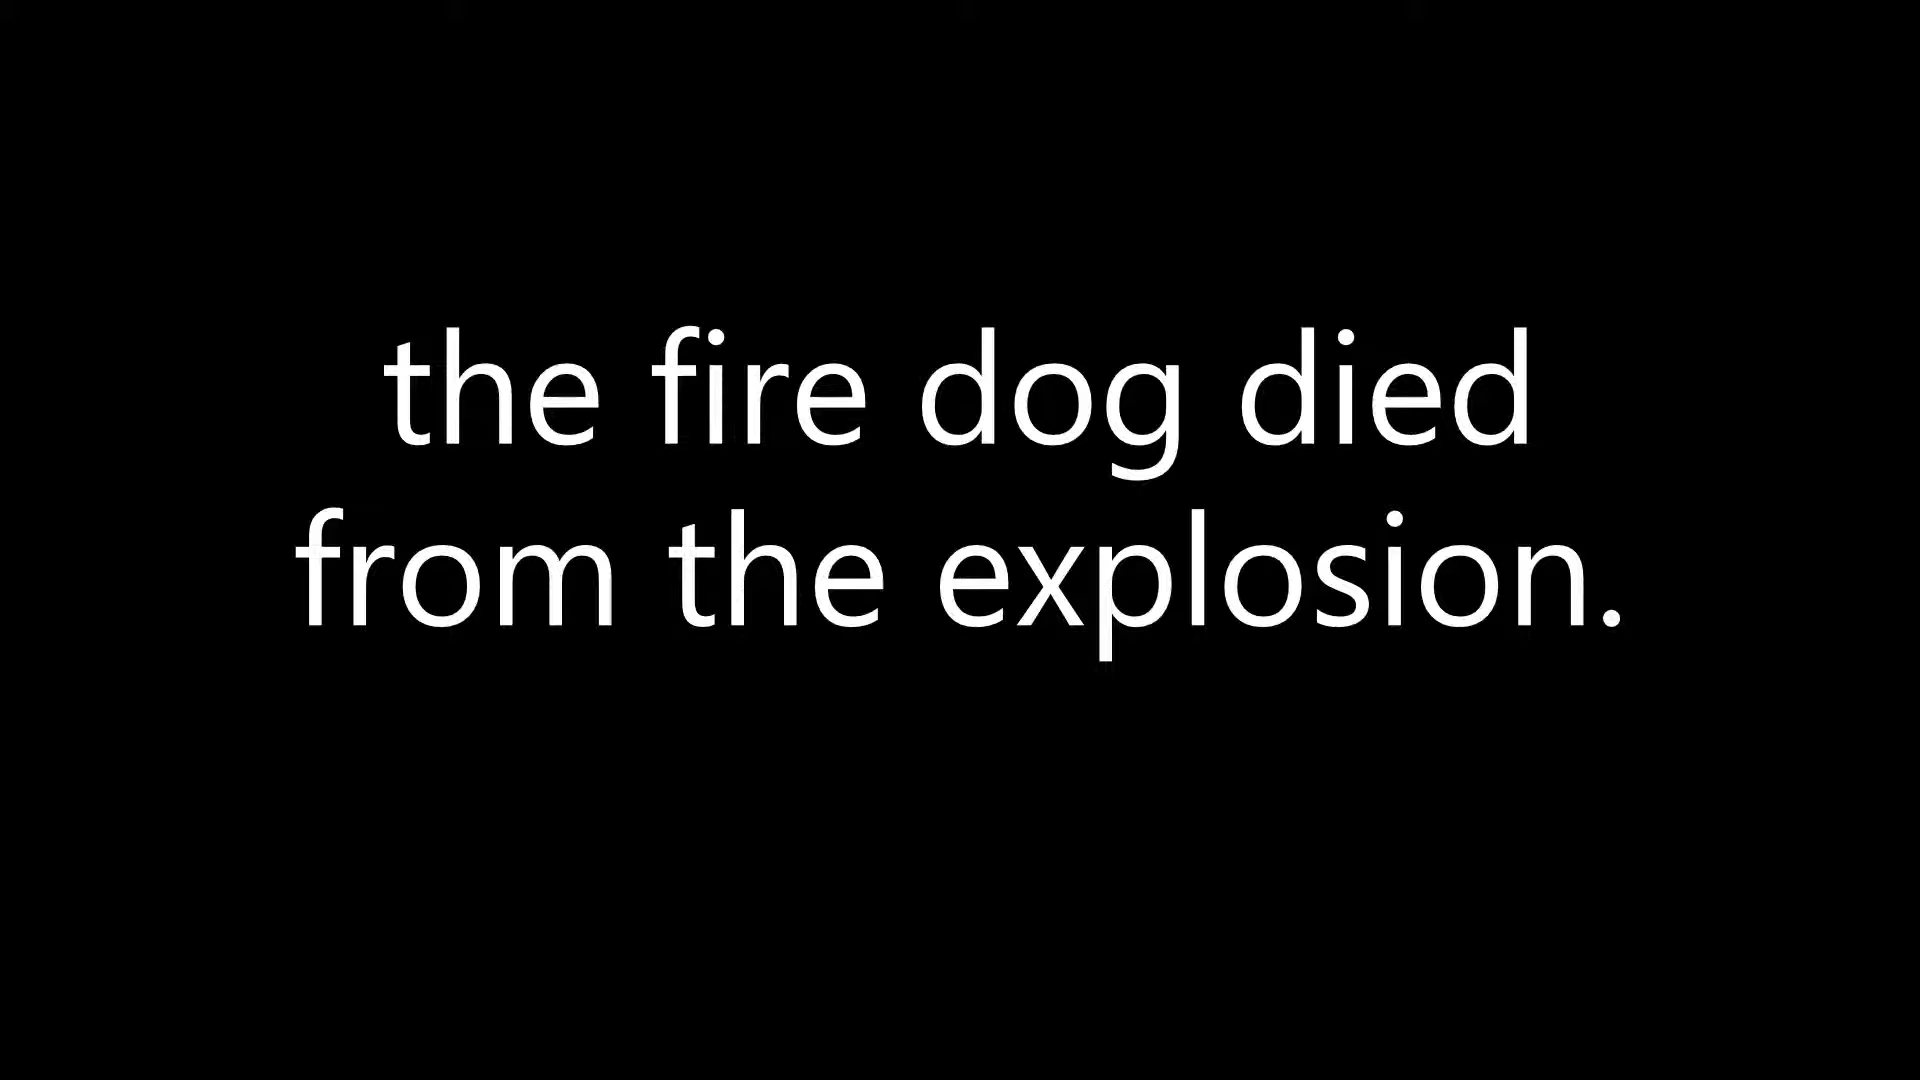 the fire dog died
from the explosion.